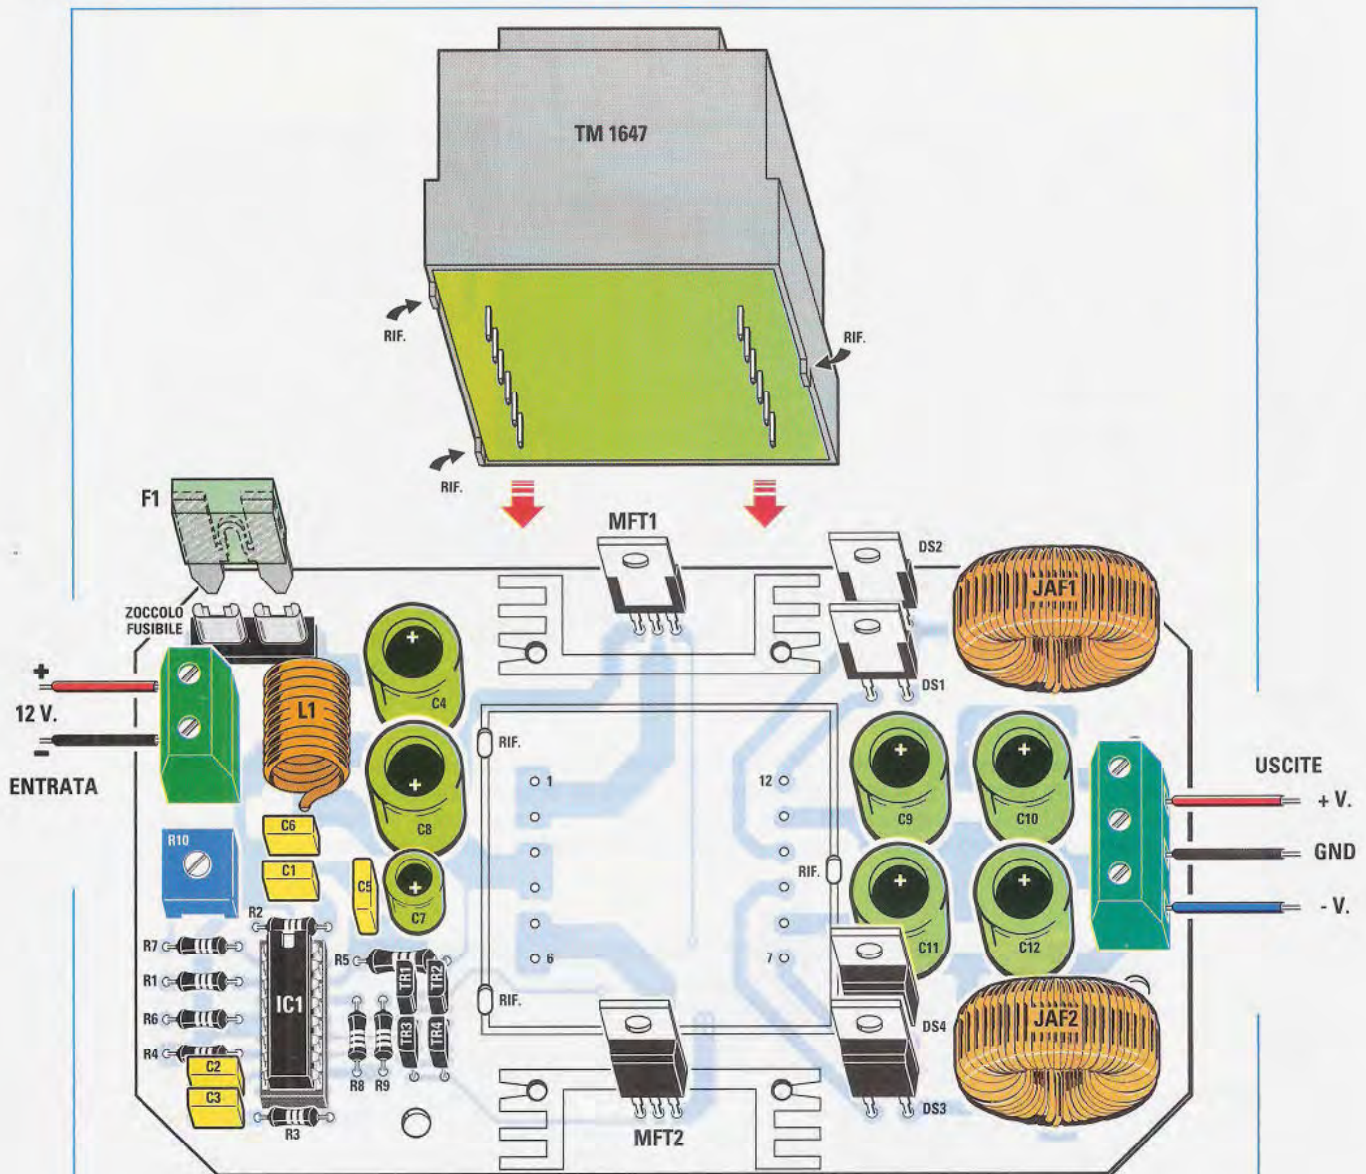 TM 1647
RIF.
RIF.
RIF.
F1
MFT1
DS2
ZOCCOLO
FUSIBILE
JAF1
+
C4
DS1
+
12 V.
-
L1
RIF.
ENTRATA
1
12
+
C8
+
C9
+
C10
USCITE
+ V.
GND
- V.
C6
R10
C1
C5
+
C7
RIF.
+
C11
+
C12
R2
R7
R5
6
7
R1
TR1
TR2
IC1
RIF.
R6
TR3
TR4
DS4
JAF2
R4
C2
R8
R9
C3
DS3
R3
MFT2